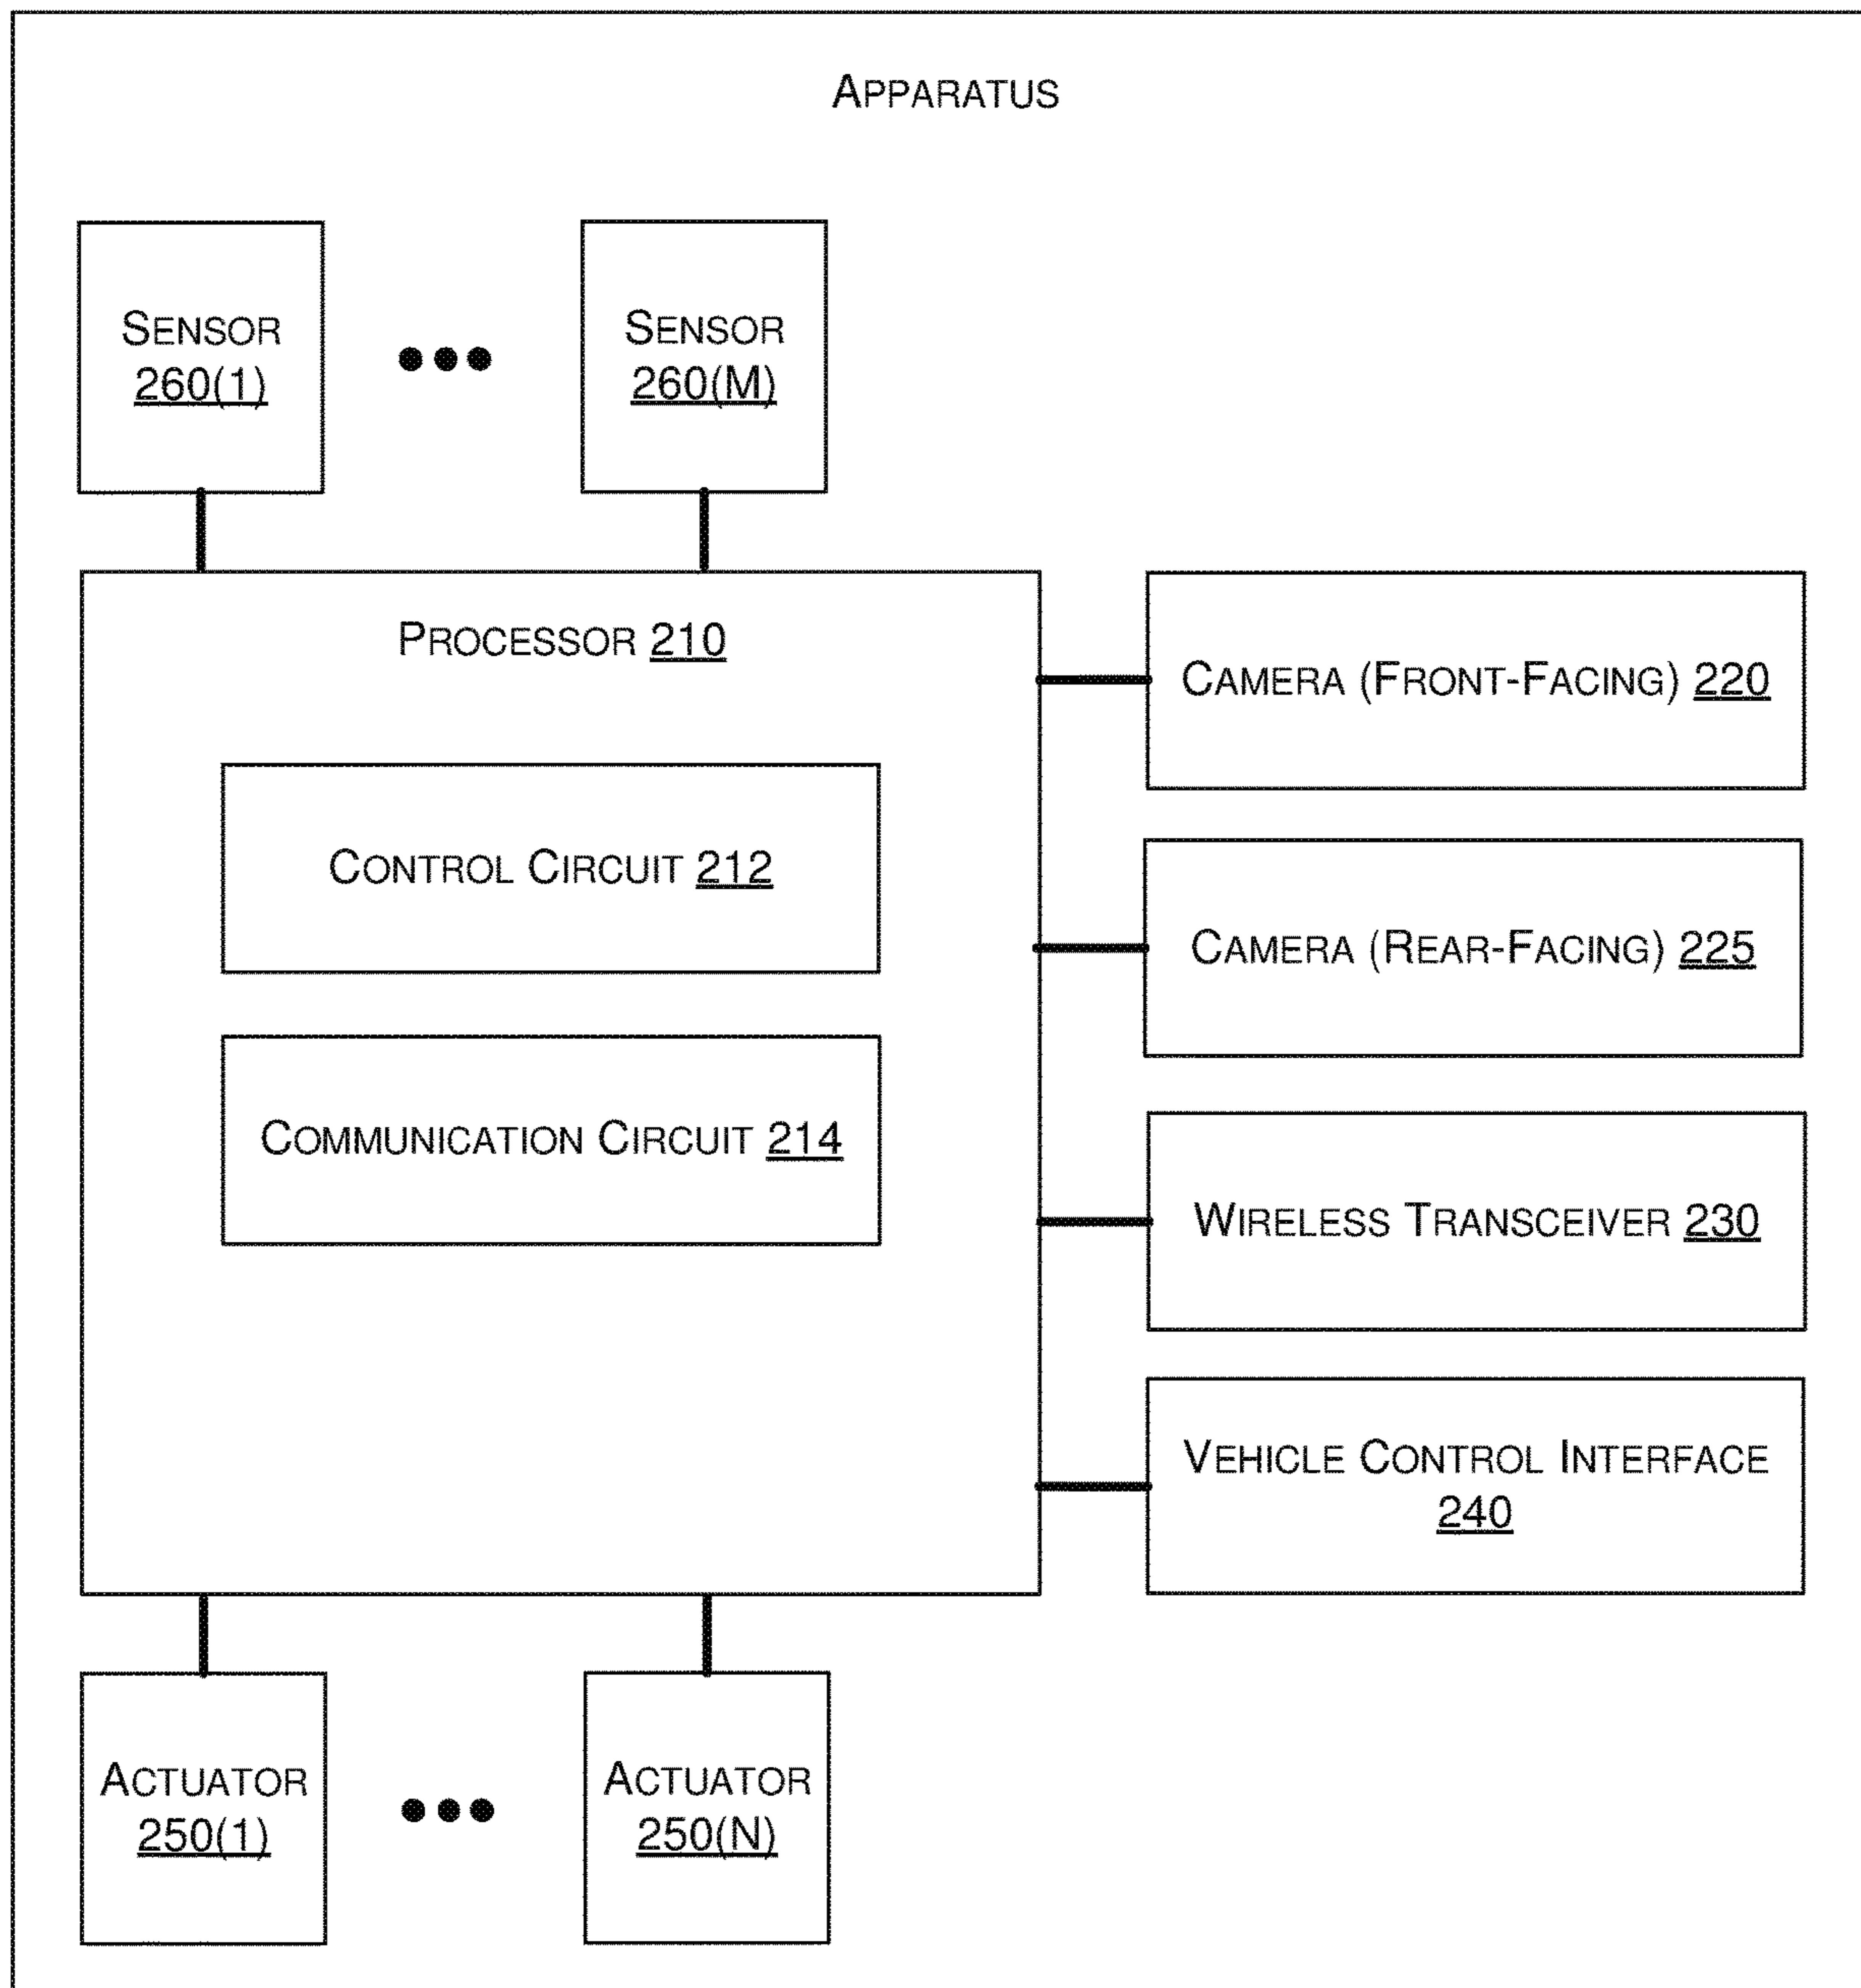 APPARATUS
SENSOR
260(1)
SENSOR
260(M)
PROCESSOR 210
CONTROL CIRCUIT 212
COMMUNICATION CIRCUIT 214
CAMERA (FRONT-FACING) 220
CAMERA (REAR-FACING) 225
WIRELESS TRANSCEIVER 230
VEHICLE CONTROL INTERFACE
240
ACTUATOR
250(1)
ACTUATOR
250(N)